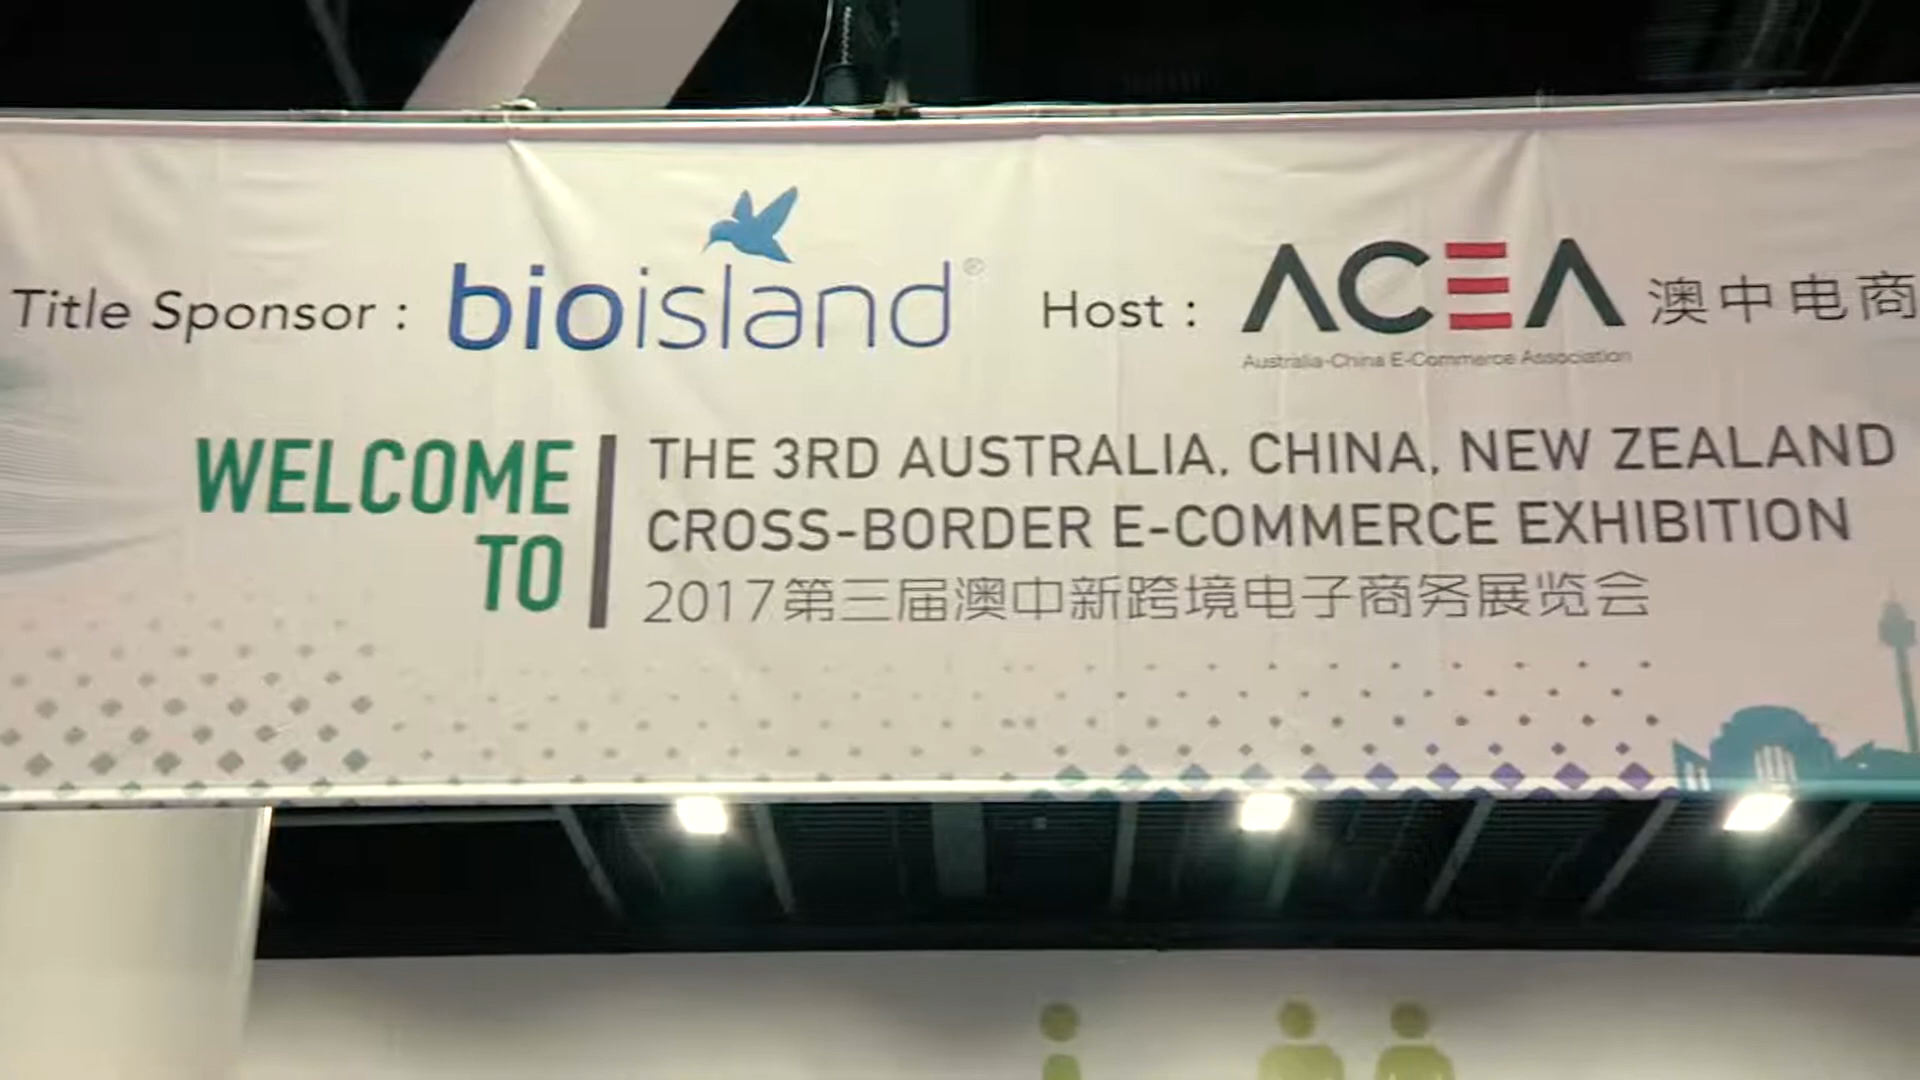 Title Sponsor : bioisland® Host : ACEA 澳中电商
Australia-China E-Commerce Association
WELCOME TO
THE 3RD AUSTRALIA, CHINA, NEW ZEALAND
CROSS-BORDER E-COMMERCE EXHIBITION
2017第三届澳中新跨境电子商务展览会